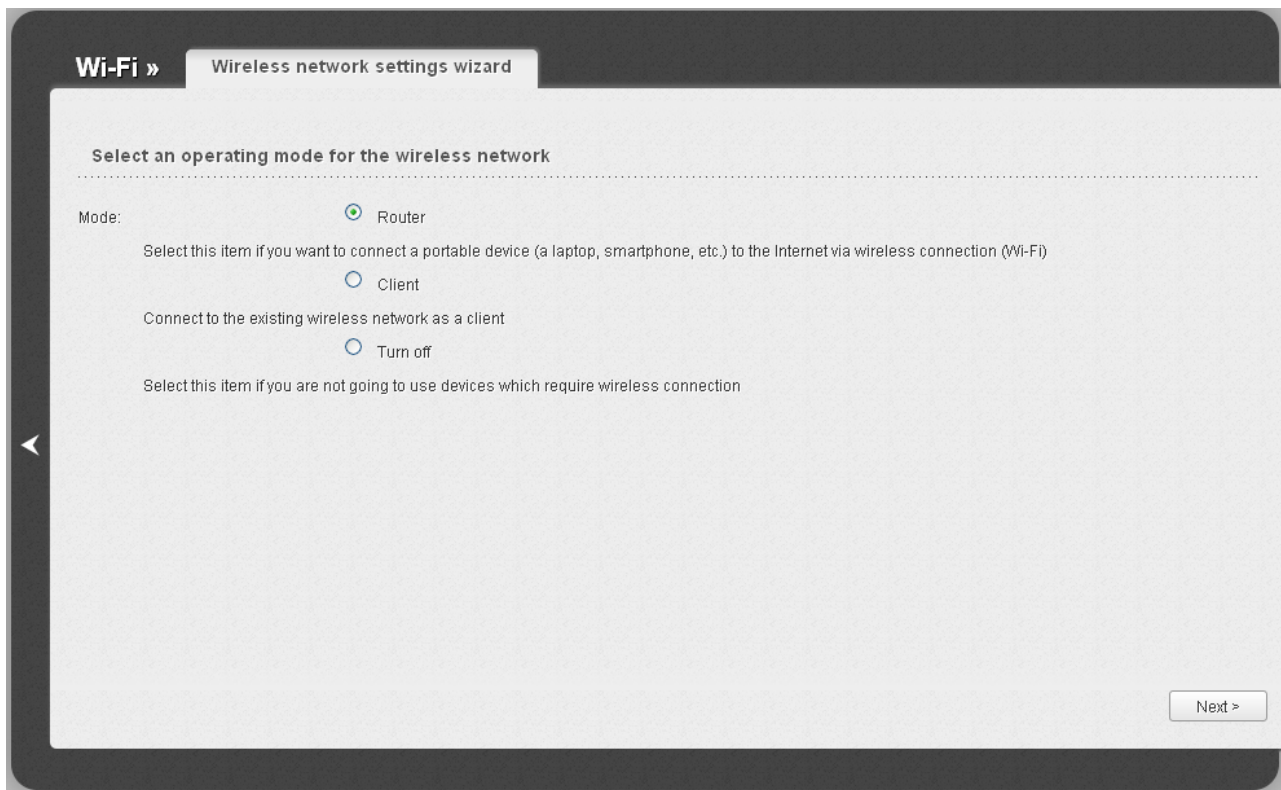 Wi-Fi »
Wireless network settings wizard
Select an operating mode for the wireless network
Mode:
Router
Select this item if you want to connect a portable device (a laptop, smartphone, etc.) to the Internet via wireless connection (Wi-Fi)
Client
Connect to the existing wireless network as a client
Turn off
Select this item if you are not going to use devices which require wireless connection
Next >